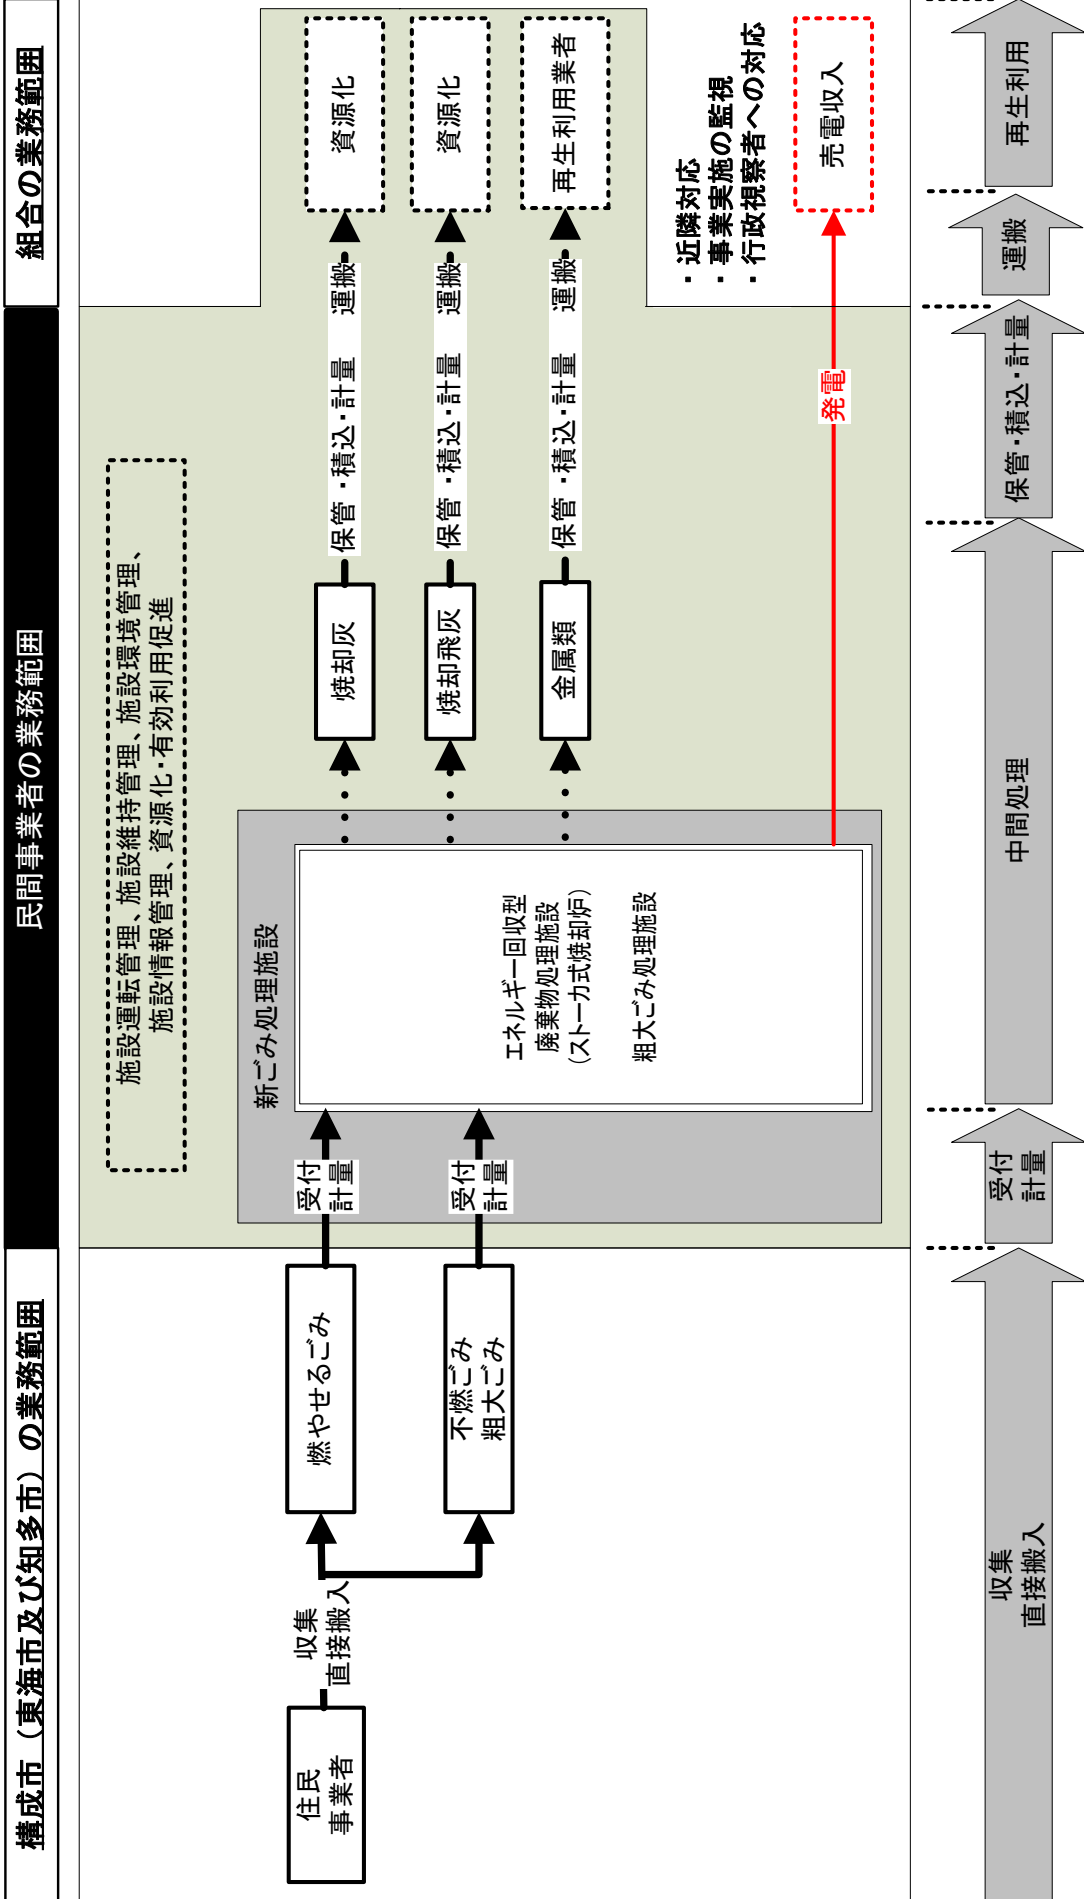 構成市（東海市及び知多市）の業務範囲
民間事業者の業務範囲
組合の業務範囲
施設運転管理、施設維持管理、施設環境管理、
施設情報管理、資源化・有効利用促進
新ごみ処理施設
住民
事業者
収集
直接搬入
燃やせるごみ
不燃ごみ
粗大ごみ
受付
計量
受付
計量
エネルギー回収型
廃棄物処理施設
(ストーカ式焼却炉)
粗大ごみ処理施設
焼却灰
保管・積込・計量
運搬
資源化
焼却飛灰
保管・積込・計量
運搬
資源化
金属類
保管・積込・計量
運搬
再生利用業者
・近隣対応
・事業実施の監視
・行政視察者への対応
発電
売電収入
収集
直接搬入
受付
計量
中間処理
保管・積込・計量
運搬
再生利用